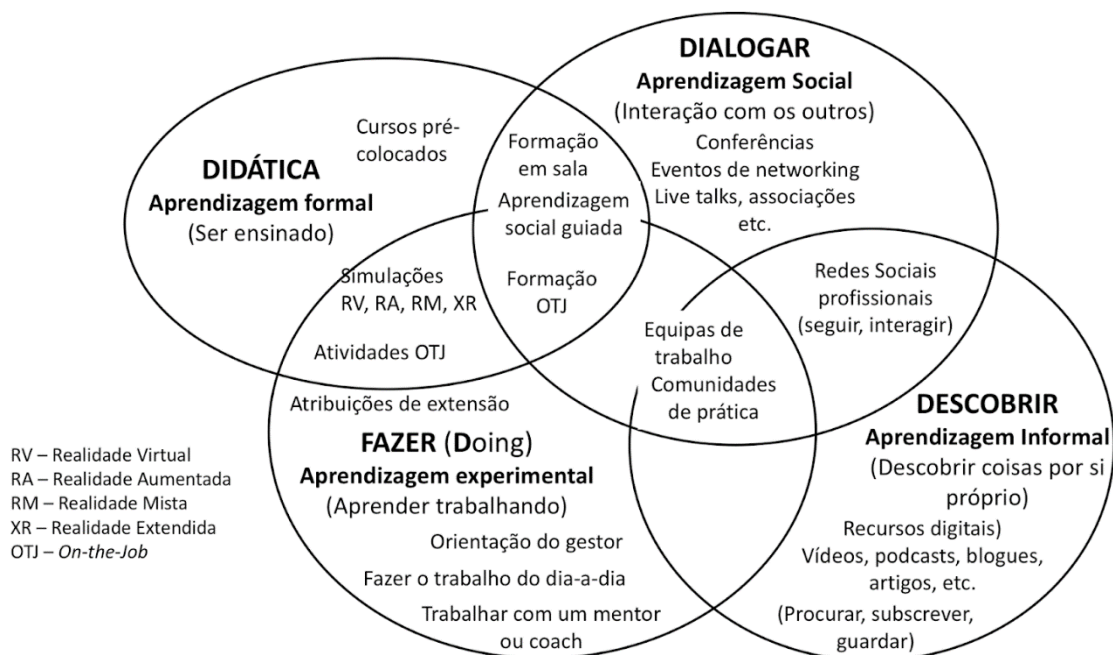 DIALOGAR
Aprendizagem Social
(Interação com os outros)
Conferências
Eventos de networking
Live talks, associações
etc.
Cursos pré-
colocados
DIDÁTICA
Aprendizagem formal
(Ser ensinado)
Formação
em sala
Aprendizagem
social guiada
Formação
OTJ
Simulações
RV, RA, RM, XR
Atividades OTJ
Redes Sociais
profissionais
(seguir, interagir)
Equipas de
trabalho
Comunidades
de prática
Atribuições de extensão
FAZER (Doing)
Aprendizagem experimental
(Aprender trabalhando)
Orientação do gestor
Fazer o trabalho do dia-a-dia
Trabalhar com um mentor
ou coach
DESCOBRIR
Aprendizagem Informal
(Descobrir coisas por si
próprio)
Recursos digitais)
Vídeos, podcasts, blogues,
artigos, etc.
(Procurar, subscrever,
guardar)
RV – Realidade Virtual
RA – Realidade Aumentada
RM – Realidade Mista
XR – Realidade Extendida
OTJ – On-the-Job